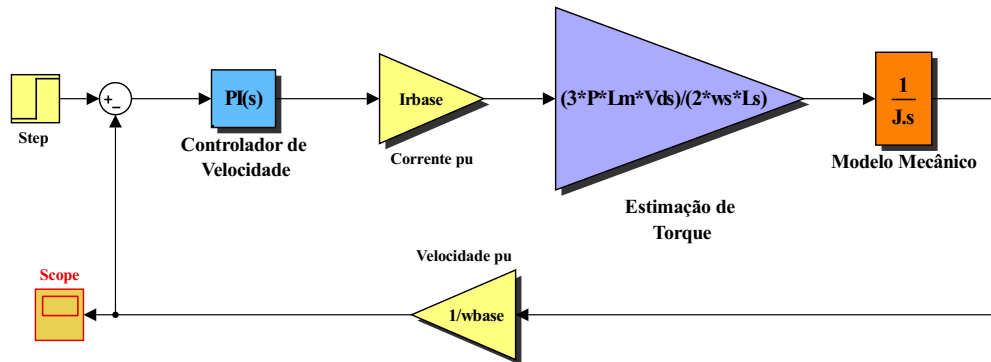 +
−
PI(s)
Irbase
(3*P*Lm*Vds)/(2*ws*Ls)
1
J.s
Step
Controlador de
Velocidade
Corrente pu
Modelo Mecânico
Estimação de
Torque
Velocidade pu
Scope
1/wbase